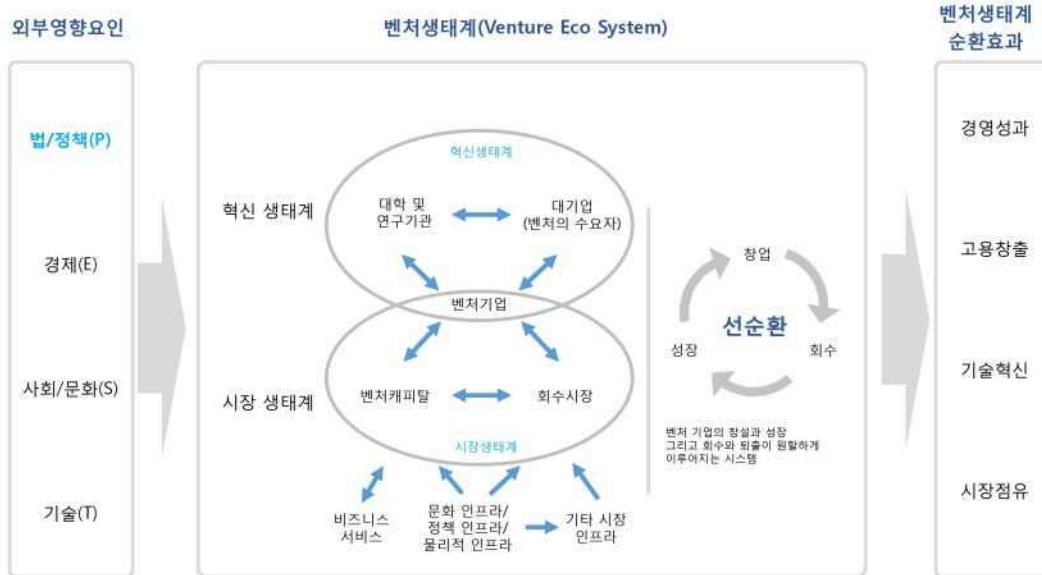 외부영향요인
법/정책(P)
경제(E)
사회/문화(S)
기술(T)
벤처생태계(Venture Eco System)
혁신 생태계
시장 생태계
혁신생태계
대학 및
연구기관
대기업
(벤처의 수요자)
벤처기업
벤처캐피탈
회수시장
시장생태계
비즈니스
서비스
문화 인프라/
정책 인프라/
물리적 인프라
기타 시장
인프라
창업
선순환
성장
회수
벤처 기업의 창설과 성장
그리고 회수와 퇴출이 원할하게
이루어지는 시스템
벤처생태계
순환효과
경영성과
고용창출
기술혁신
시장점유